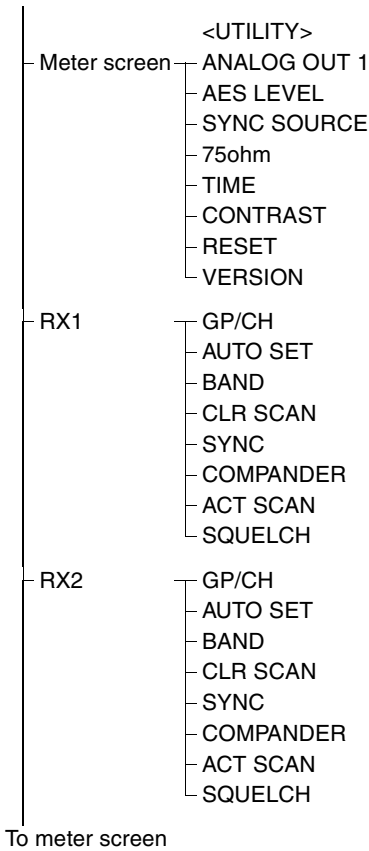 <UTILITY>
Meter screen ANALOG OUT 1
AES LEVEL
SYNC SOURCE
75ohm
TIME
CONTRAST
RESET
VERSION
RX1 GP/CH
AUTO SET
BAND
CLR SCAN
SYNC
COMPANDER
ACT SCAN
SQUELCH
RX2 GP/CH
AUTO SET
BAND
CLR SCAN
SYNC
COMPANDER
ACT SCAN
SQUELCH
To meter screen